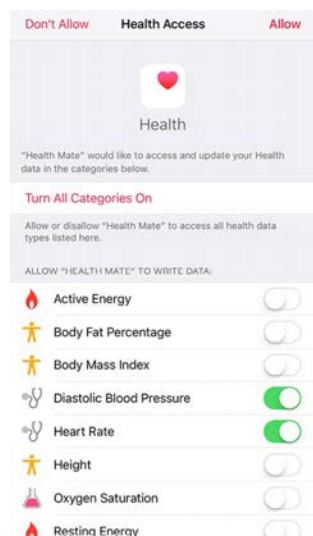 Don't Allow Health Access Allow
Health
"Health Mate" would like to access and update your Health
data in the categories below.
Turn All Categories On
Allow or disallow "Health Mate" to access all health data
types listed here.
ALLOW "HEALTH MATE" TO WRITE DATA:
Active Energy
Body Fat Percentage
Body Mass Index
Diastolic Blood Pressure
Heart Rate
Height
Oxygen Saturation
Resting Energy